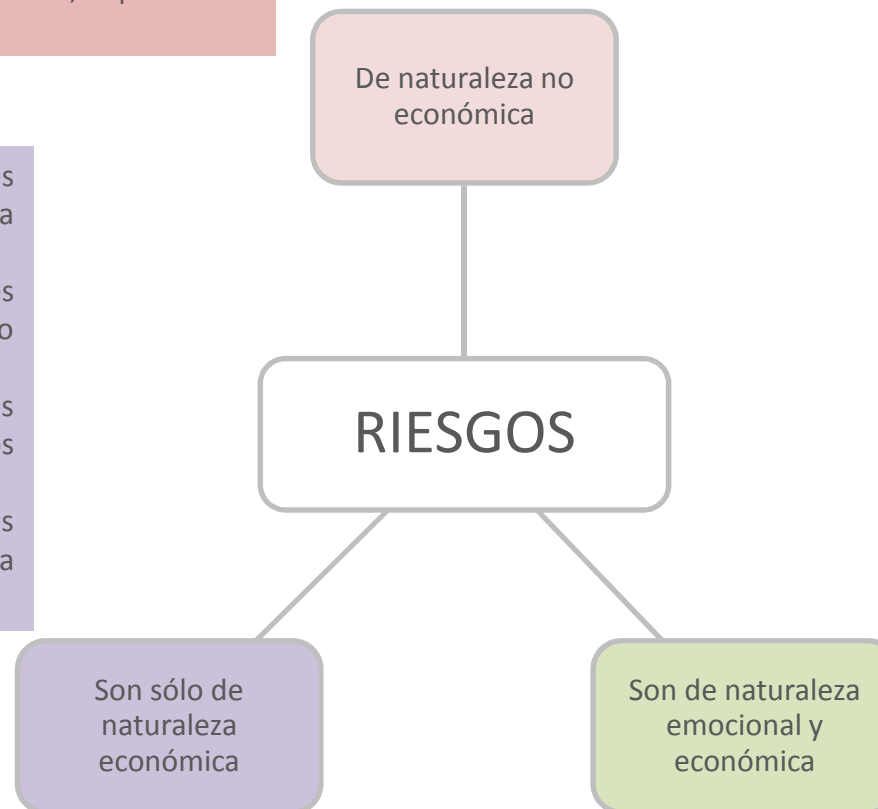 De naturaleza no
económica
a
o
a
RIESGOS
Son sólo de
naturaleza
económica
Son de naturaleza
emocional y
económica